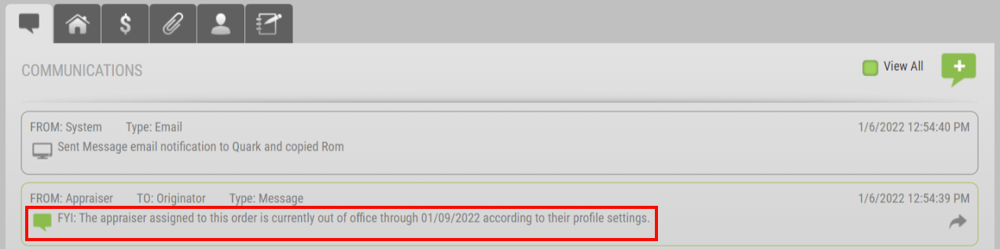 COMMUNICATIONS
View All
FROM: System Type: Email 1/6/2022 12:54:40 PM
Sent Message email notification to Quark and copied Rom
FROM: Appraiser TO: Originator Type: Message 1/6/2022 12:54:39 PM
FYI: The appraiser assigned to this order is currently out of office through 01/09/2022 according to their profile settings.